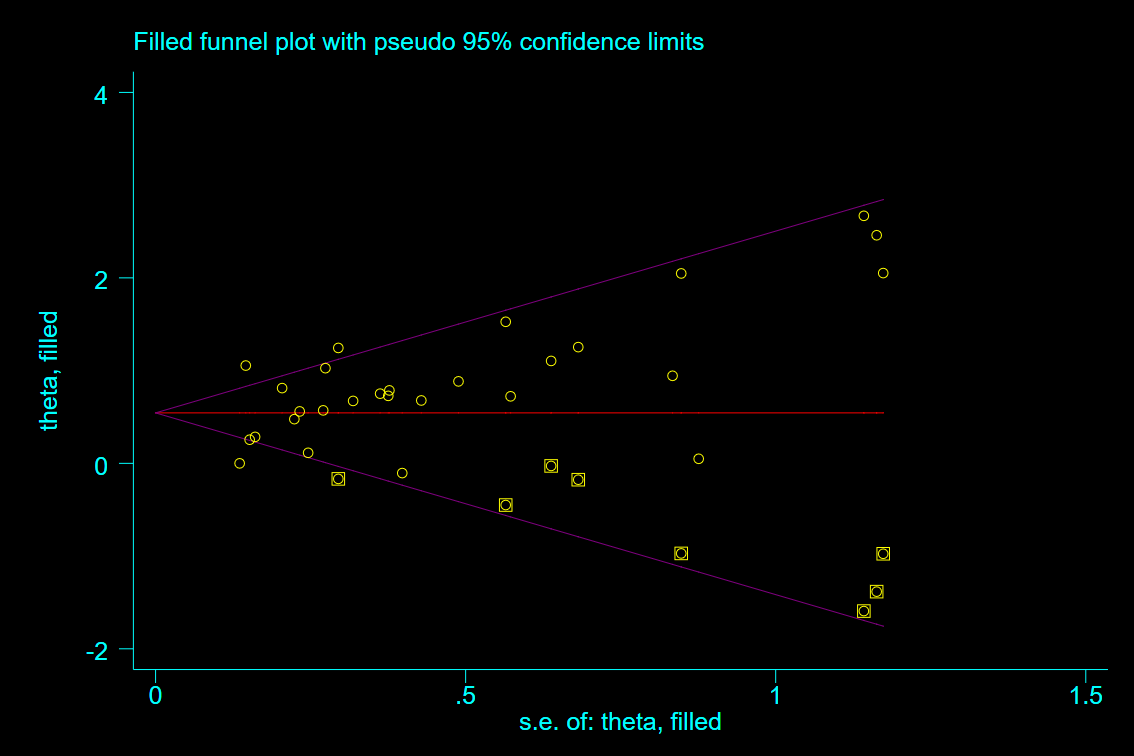 Filled funnel plot with pseudo 95% confidence limits
theta, filled
4
2
0
-2
0
.5
1
1.5
s.e. of: theta, filled